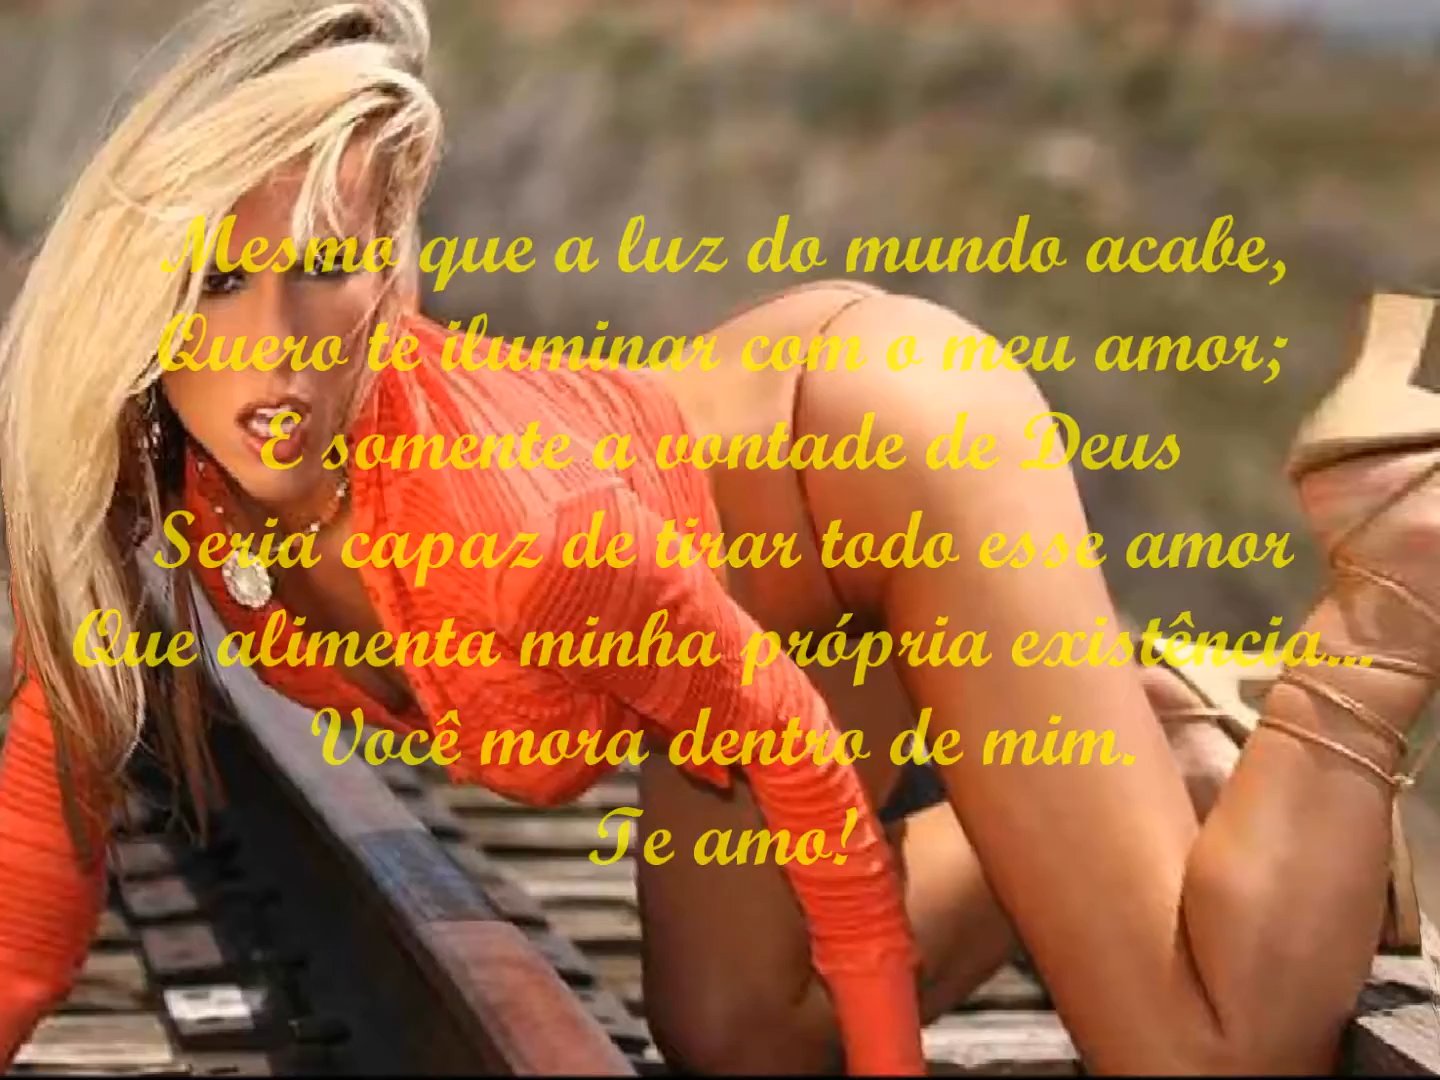 Mesmo que a luz do mundo acabe,
Quero te iluminar com o meu amor;
E somente a vontade de Deus
Seria capaz de tirar todo esse amor
Que alimenta minha própria existência...
Você mora dentro de mim.
Te amo!